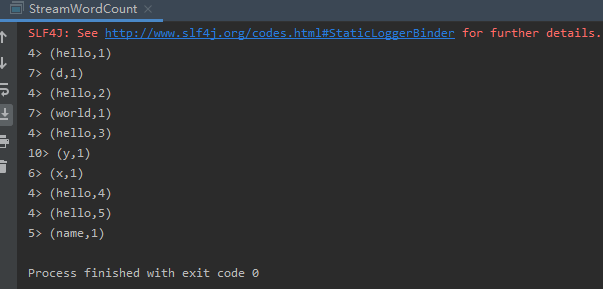 StreamWordCount
SLF4J: See http://www.slf4j.org/codes.html#StaticLoggerBinder for further details.
4> (hello,1)
7> (d,1)
4> (hello,2)
7> (world,1)
4> (hello,3)
10> (y,1)
6> (x,1)
4> (hello,4)
4> (hello,5)
5> (name,1)
Process finished with exit code 0